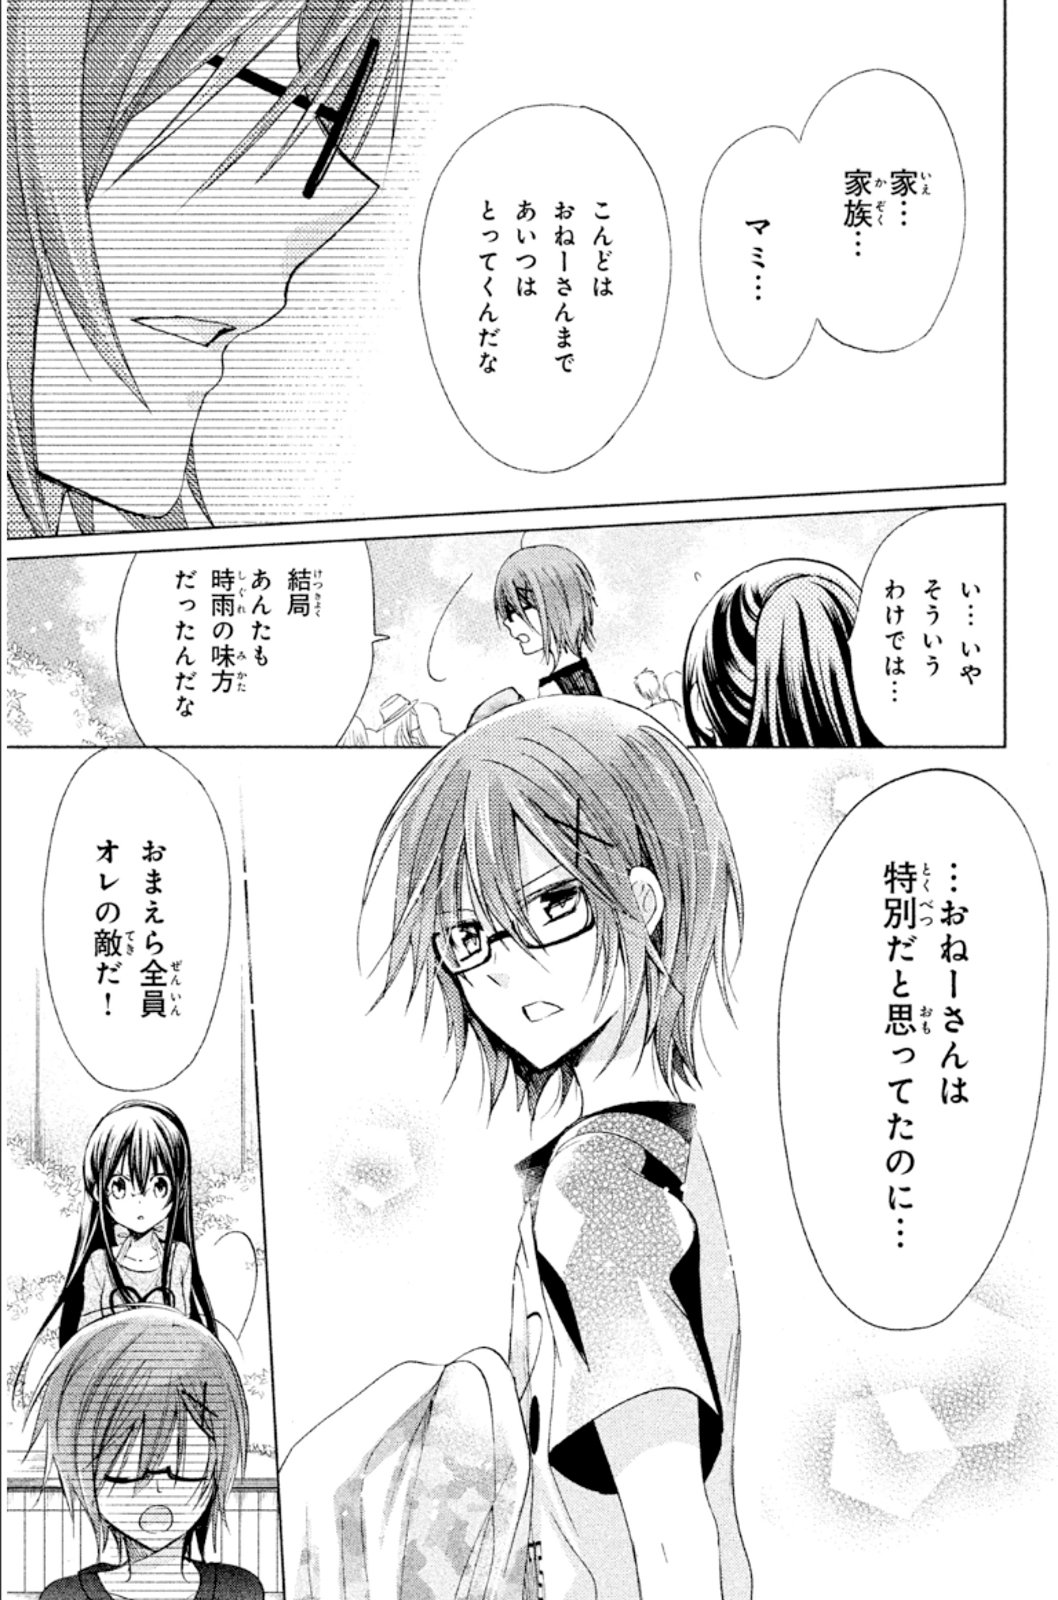 家…
家族…
マミ…
こんどは
おねーさんまで
あいつは
とってくんだな
い…いや
そういう
わけでは…
結局
あんたも
時雨の味方
だったんだな
…おねーさんは
特別だと思ってたのに…
おまえら全員
オレの敵だ！